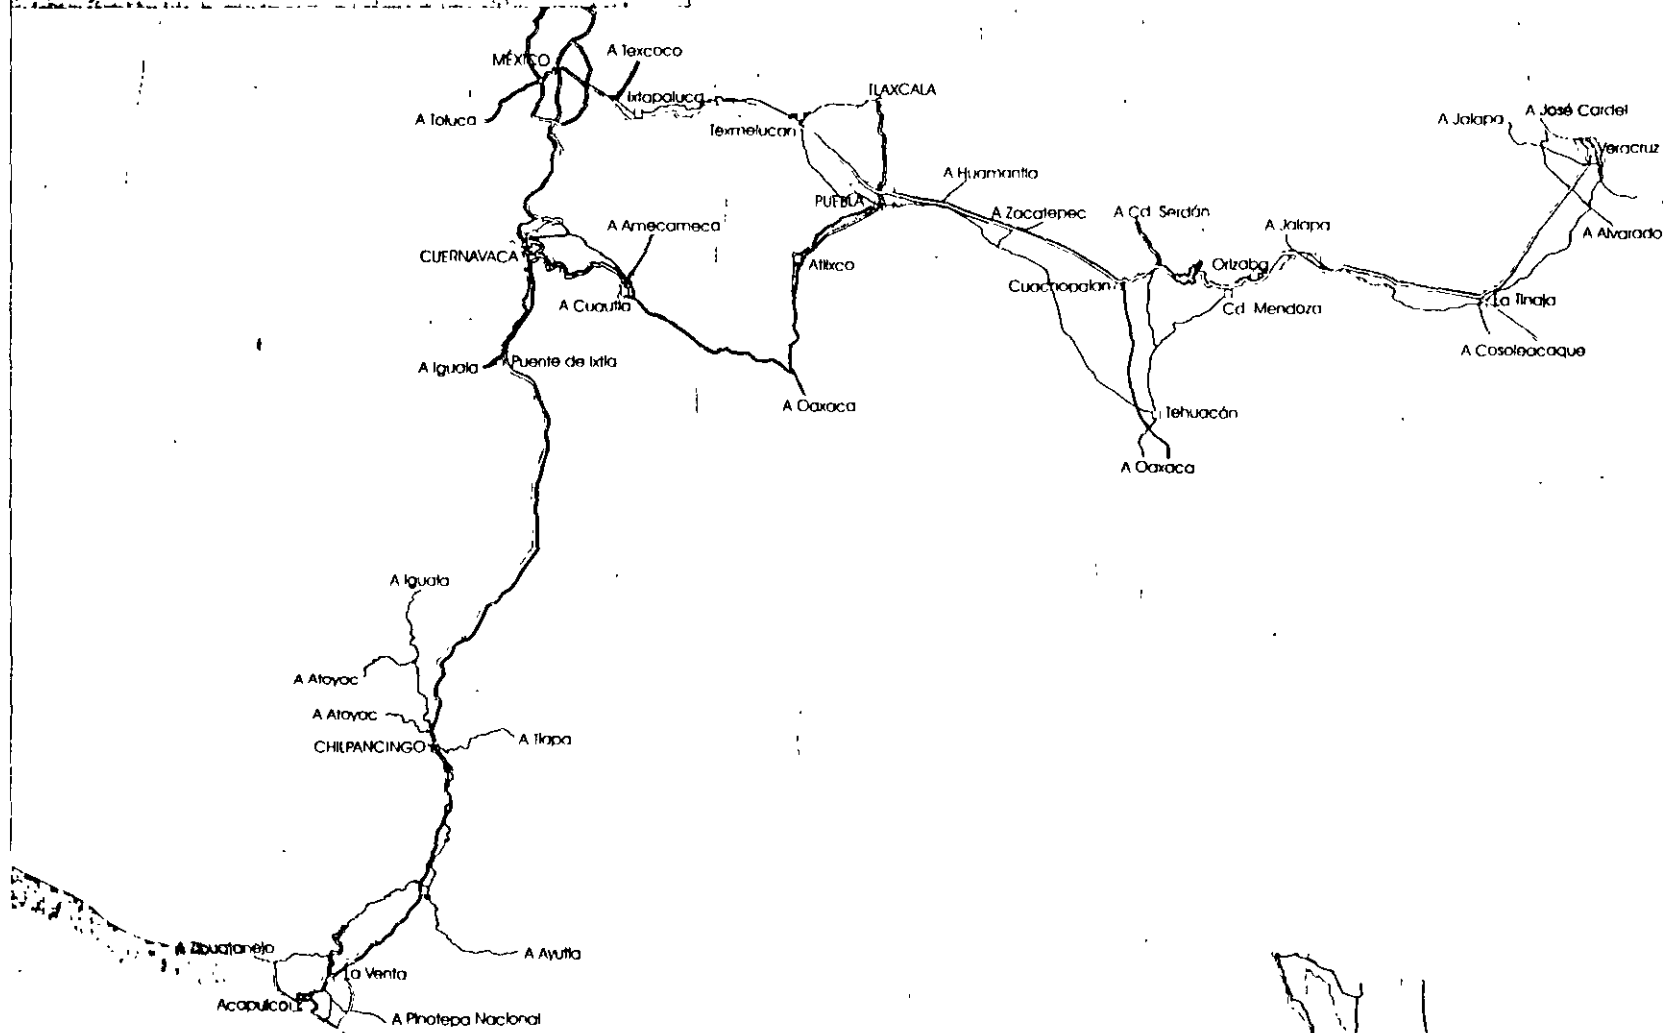 A Texcoco
MÉXICO
Ixtapaluca
TLAXCALA
A Toluca
Texmelucan
A Jalapa
A José Cardel
Veracruz
A Huamantla
PUEBLA
A Zacatepec
A Cd Serdán
A Amecameca
A Jalapa
A Alvarado
CUERNAVACA
Atlixco
Orizaba
Cuacnopalan
A Cuautla
Cd Mendoza
La Tinaja
A Cosoleacaque
A Iguala
Puente de Ixtla
A Oaxaca
Tehuacán
A Oaxaca
A Iguala
A Atoyac
A Atoyac
A Tlapa
CHILPANCINGO
A Zihuatanejo
A Ayutla
La Venta
Acapulco
A Pinotepa Nacional